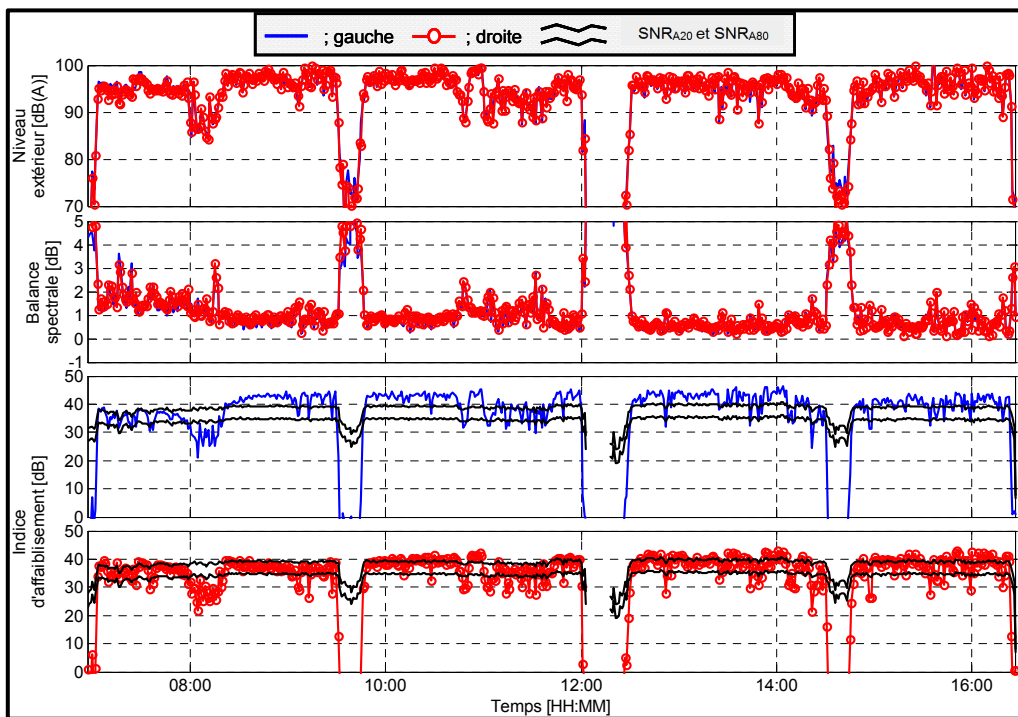 ; gauche ; droite SNRA20 et SNRA80
Niveau
extérieur [dB(A)]
100
90
80
70
Balance
spectrale [dB]
5
4
3
2
1
0
-1
Indice
d'affaiblisement [dB]
50
40
30
20
10
0
50
40
30
20
10
0
08:00 10:00 12:00 14:00 16:00
Temps [HH:MM]